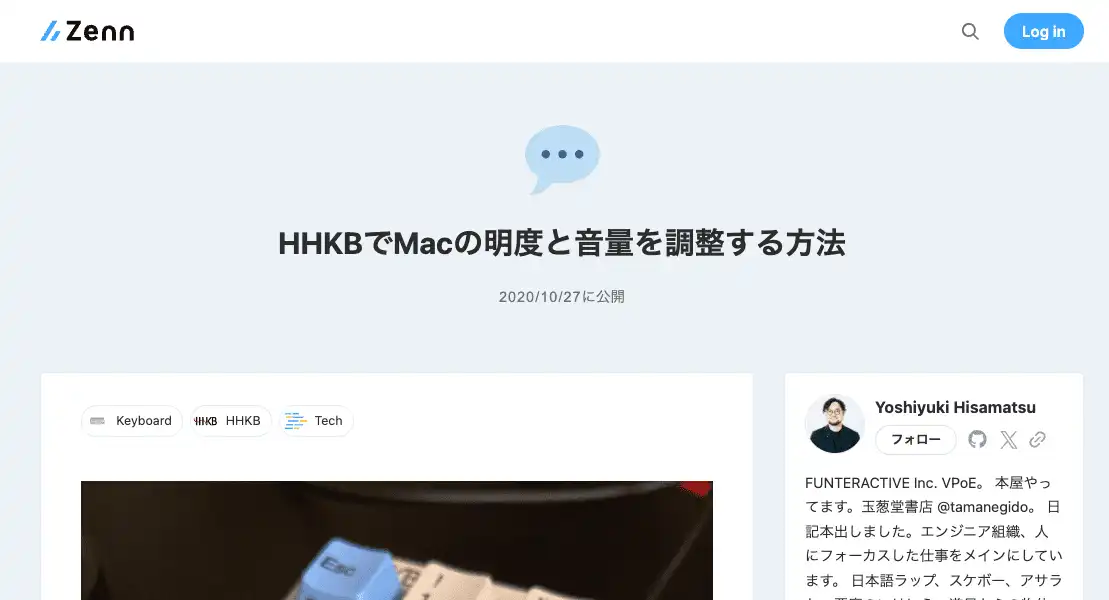 Zenn
Log in
HHKBでMacの明度と音量を調整する方法
2020/10/27に公開
Keyboard
HHKB HHKB
Tech
Esc
Yoshiyuki Hisamatsu
フォロー
FUNTERACTIVE Inc. VPoE。 本屋やっ
てます。玉葱堂書店 @tamanegido。 日
記本出しました。エンジニア組織、人
にフォーカスした仕事をメインにしてい
ます。 日本語ラップ、スケボー、アサラ